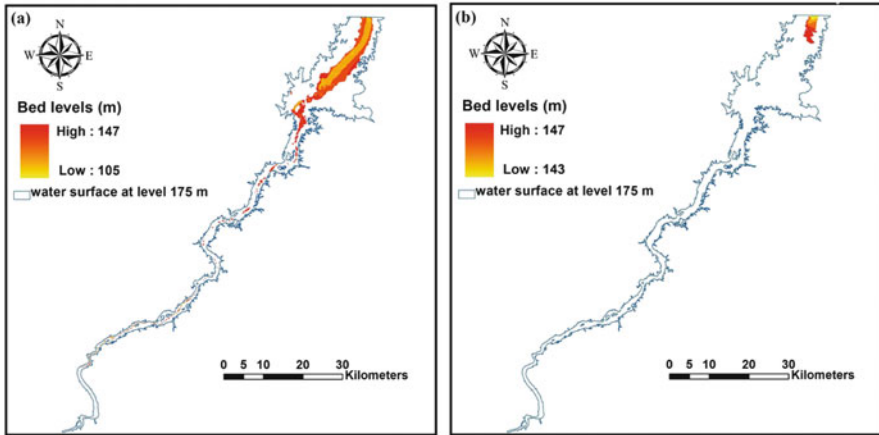 (a)
N
W E
S
Bed levels (m)
High : 147
Low : 105
water surface at level 175 m
0 5 10 20 30
Kilometers
(b)
N
W E
S
Bed levels (m)
High : 147
Low : 143
water surface at level 175 m
0 5 10 20 30
Kilometers